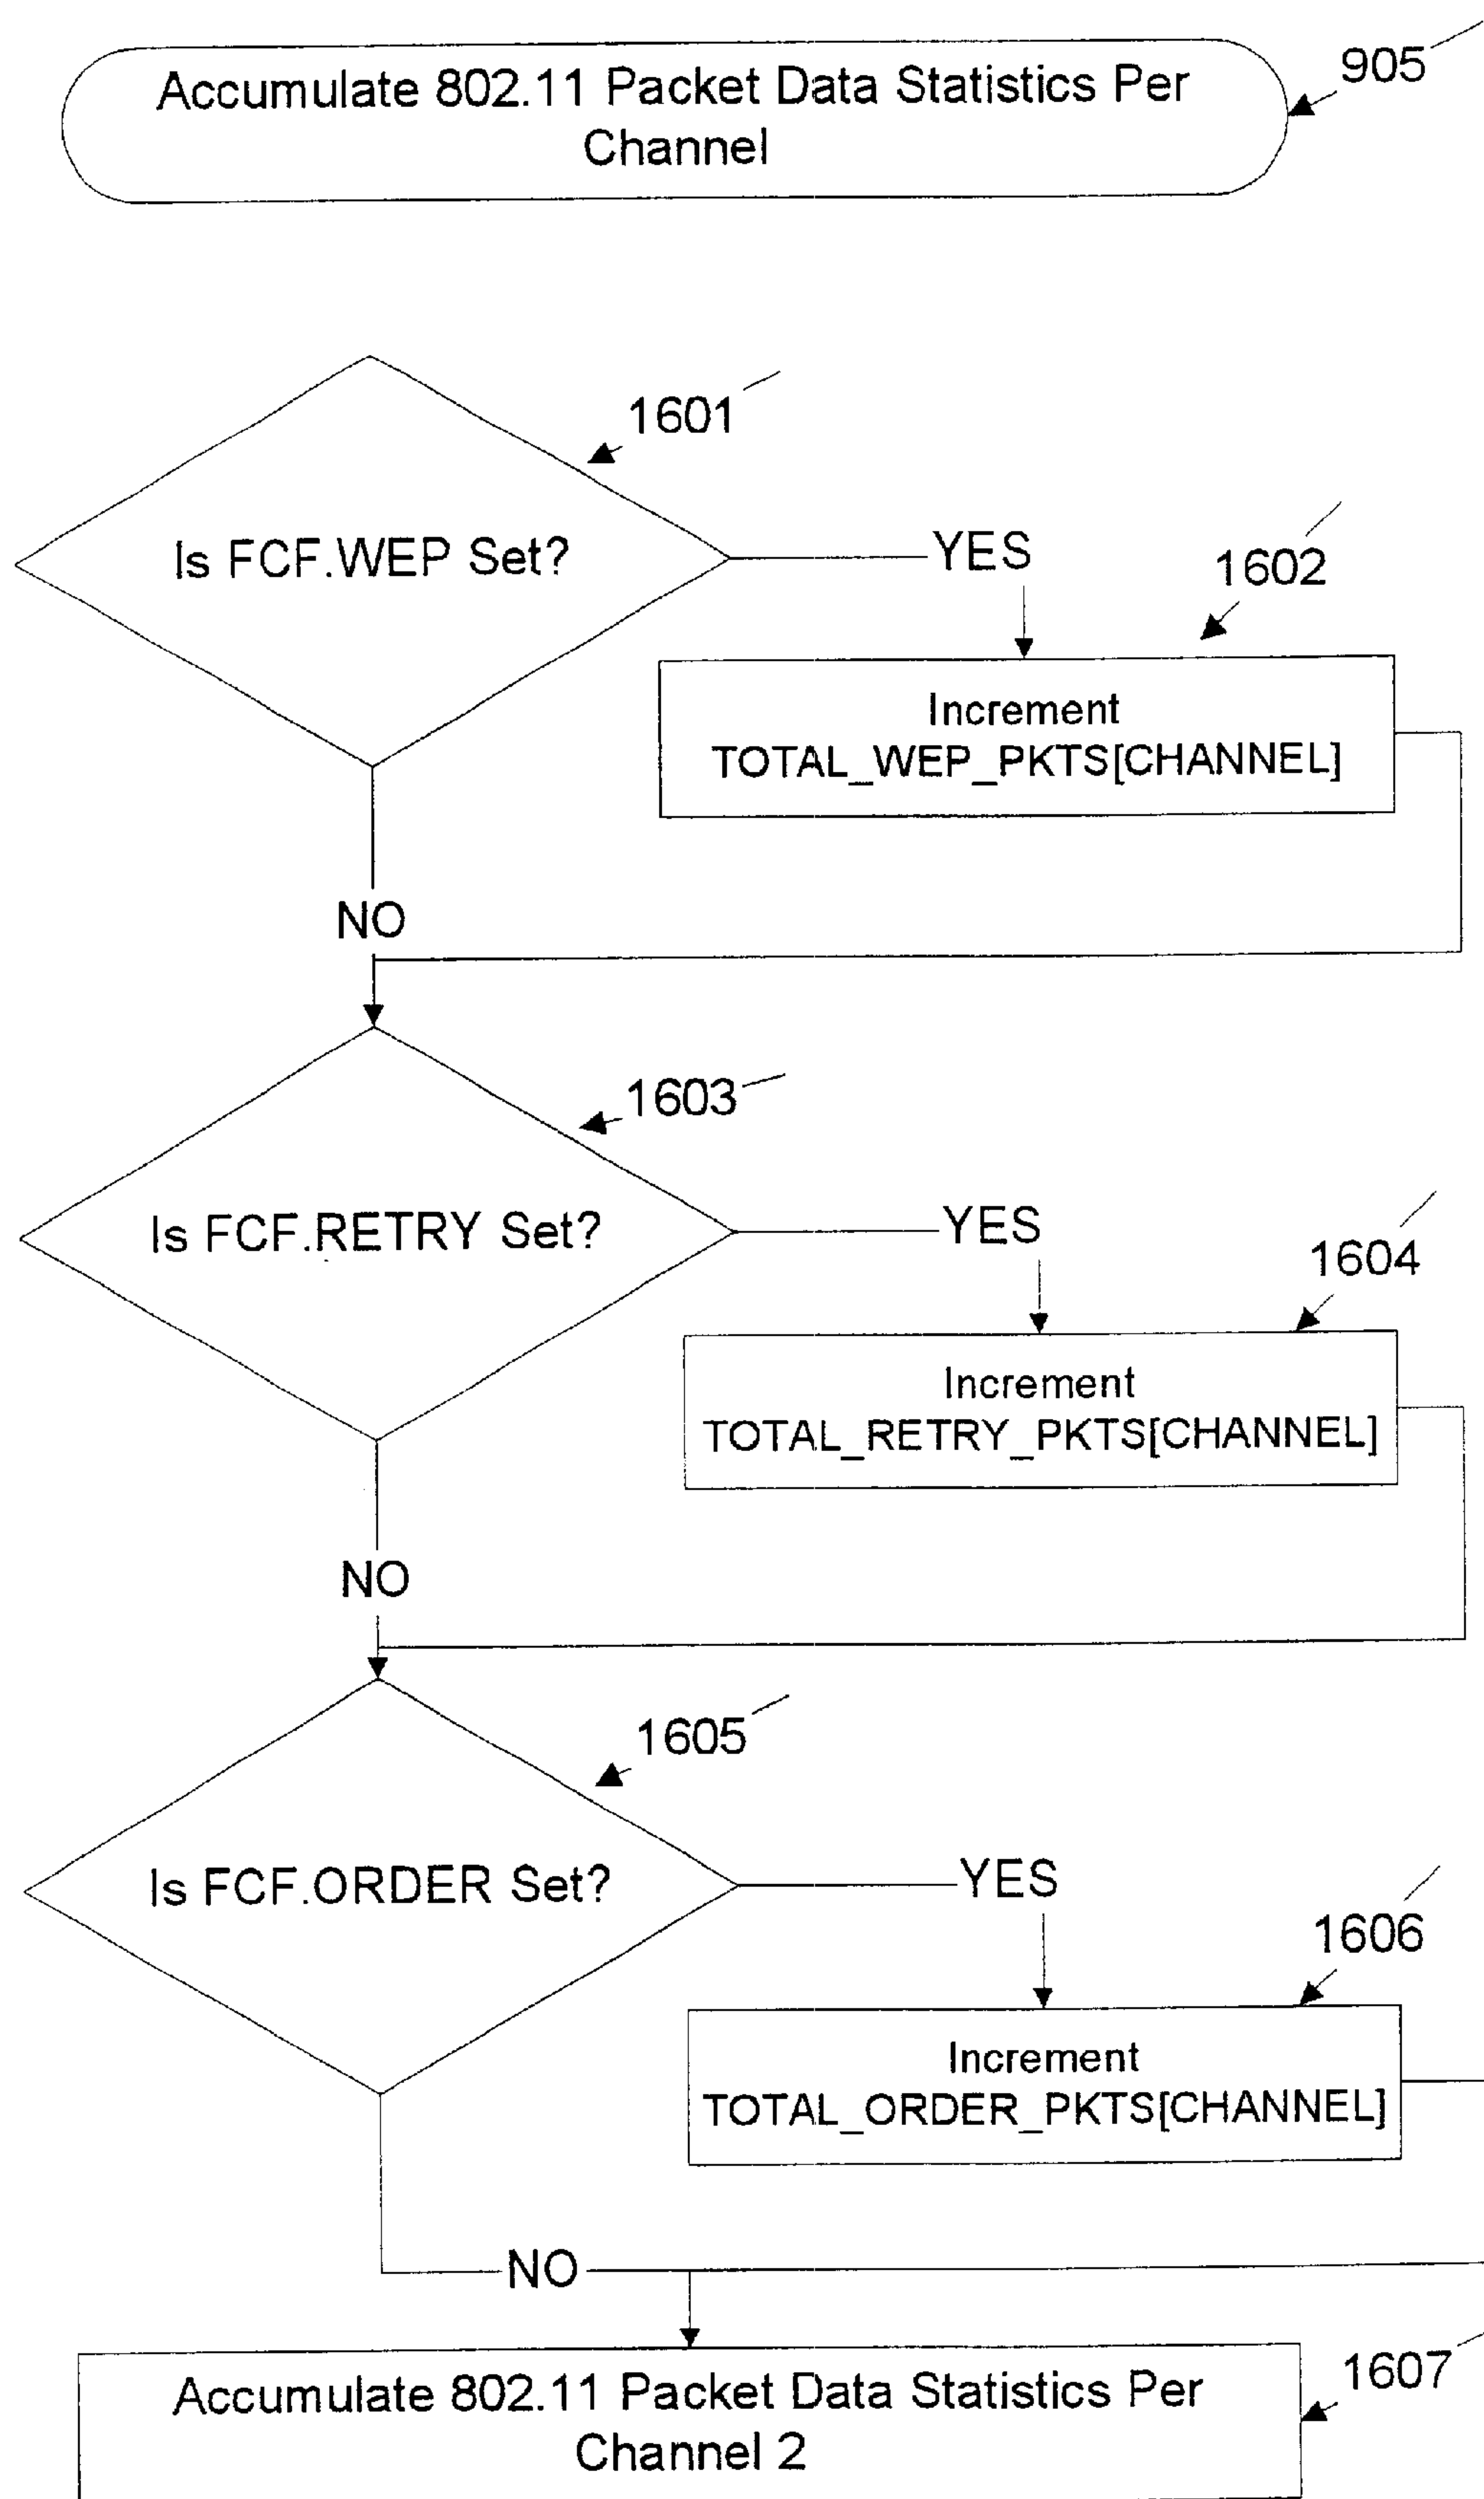 Accumulate 802.11 Packet Data Statistics Per
Channel
905
1601
Is FCF.WEP Set?
YES
1602
Increment
TOTAL_WEP_PKTS[CHANNEL]
NO
1603
Is FCF.RETRY Set?
YES
1604
Increment
TOTAL_RETRY_PKTS[CHANNEL]
NO
1605
Is FCF.ORDER Set?
YES
1606
Increment
TOTAL_ORDER_PKTS[CHANNEL]
NO
1607
Accumulate 802.11 Packet Data Statistics Per
Channel 2